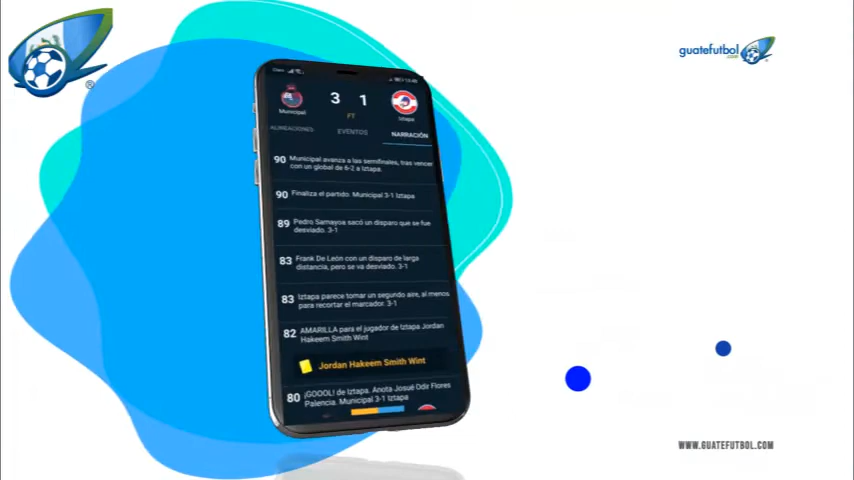 ®
guatefutbol
.com
Claro
Municipal
3 1
FT
Iztapa
ALINEACIONES
EVENTOS
NARRACIÓN
90 Municipal avanza a las semifinales, tras vencer
con un global de 6-2 a Iztapa.
90 Finaliza el partido. Municipal 3-1 Iztapa
89 Pedro Samayoa sacó un disparo que se fue
desviado. 3-1
83 Frank De León con un disparo de larga
distancia, pero se va desviado. 3-1
83 Iztapa parece tomar un segundo aire, al menos
para recortar el marcador. 3-1
82 AMARILLA para el jugador de Iztapa Jordan
Hakeem Smith Wint
Jordan Hakeem Smith Wint
80 ¡GOOOL! de Iztapa. Anota Josué Odir Flores
Palencia. Municipal 3-1 Iztapa
WWW.GUATEFUTBOL.COM